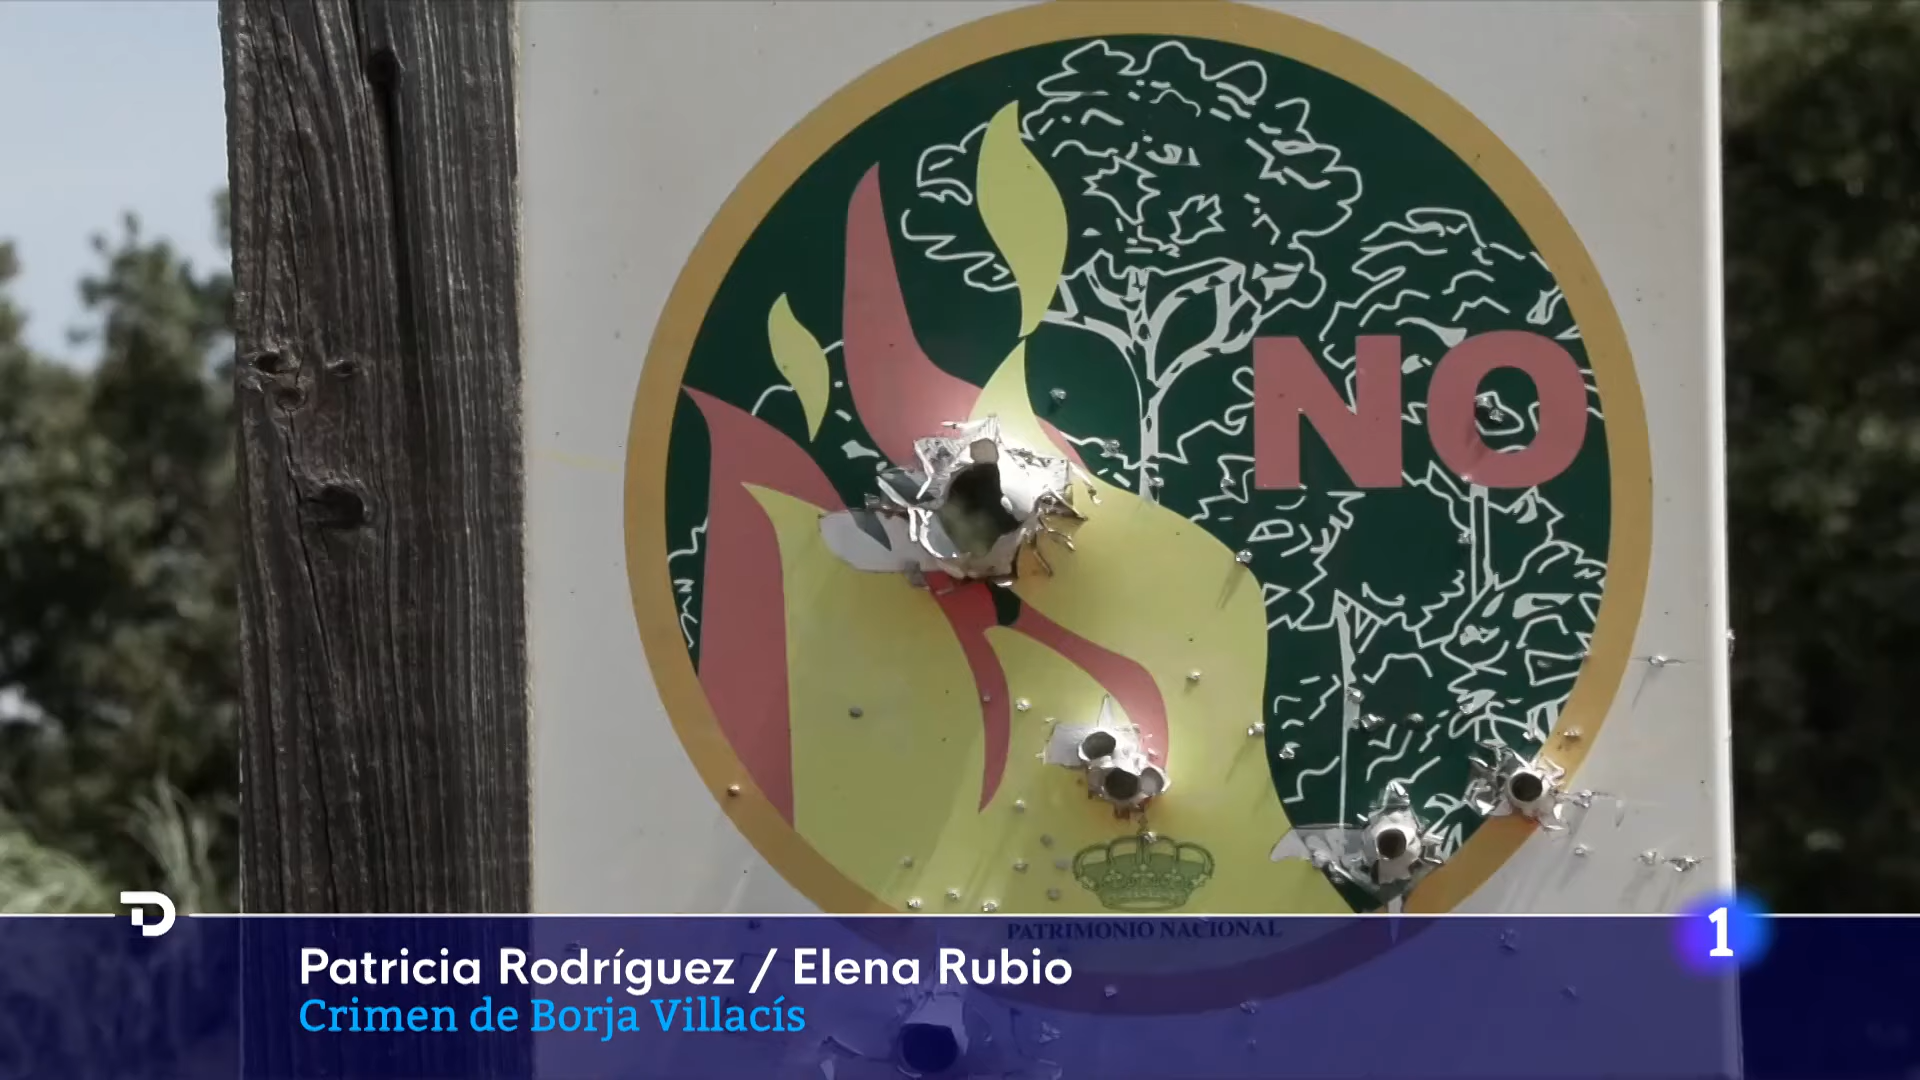 NO
PATRIMONIO NACIONAL
1
Patricia Rodríguez / Elena Rubio
Crimen de Borja Villacís